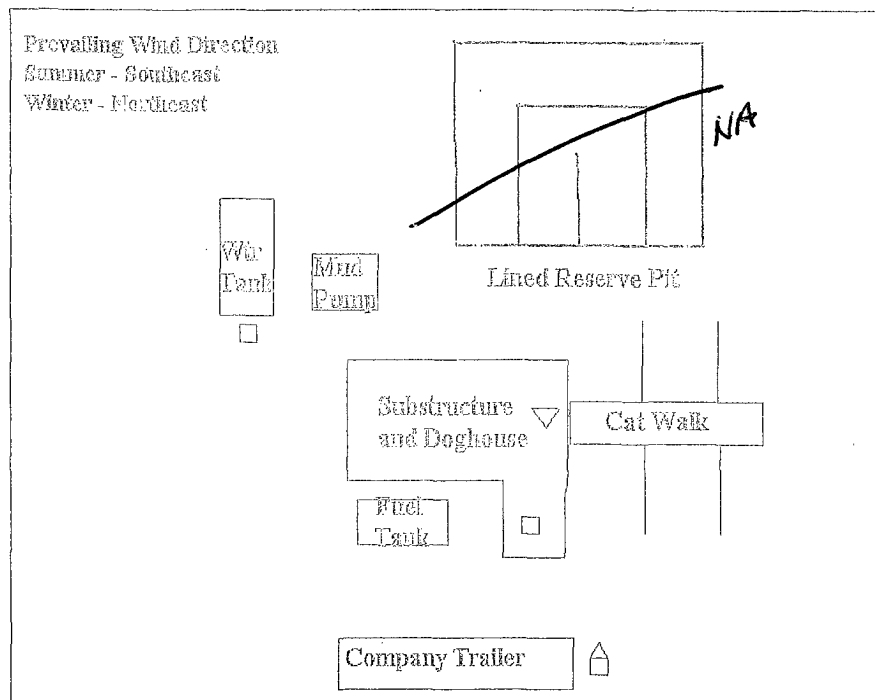 Prevailing Wind Direction
Summer - Southeast
Winter - Northeast
NA
Wtr
Tank
Mud
Pump
Lined Reserve Pit
Substructure
and Doghouse
Cat Walk
Fuel
Tank
Company Trailer